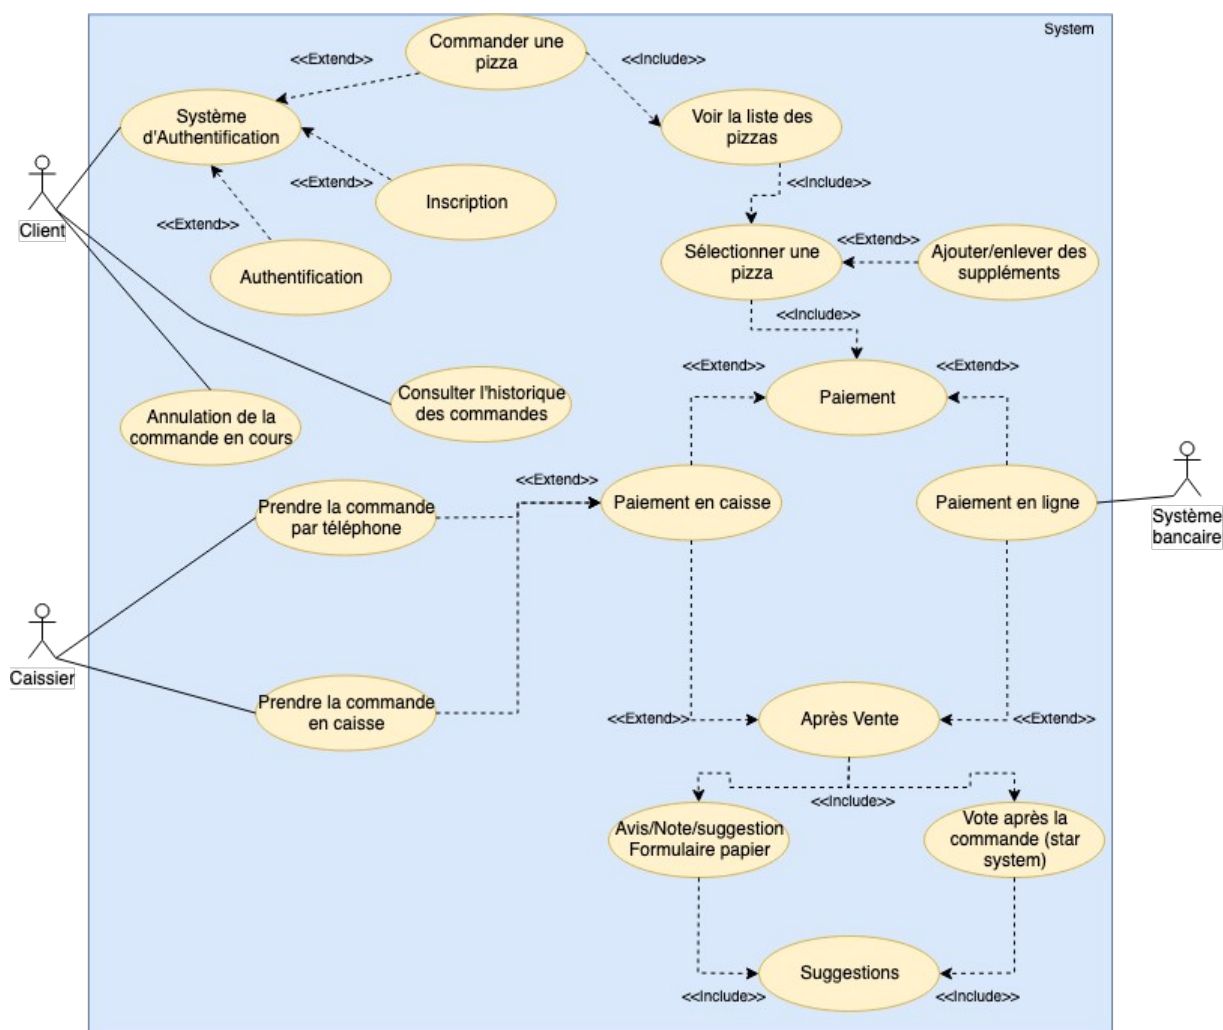 System
Commander une
pizza
<<Extend>>
<<Include>>
Système
d'Authentification
Voir la liste des
pizzas
<<Extend>>
<<Include>>
Inscription
<<Extend>>
Client
Authentification
Sélectionner une
pizza
<<Extend>>
Ajouter/enlever des
suppléments
<<Include>>
<<Extend>>
<<Extend>>
Paiement
Consulter l'historique
des commandes
Annulation de la
commande en cours
<<Extend>>
Prendre la commande
par téléphone
Paiement en caisse
Paiement en ligne
Système
bancaire
Caissier
Prendre la commande
en caisse
<<Extend>>
Après Vente
<<Extend>>
<<Include>>
Avis/Note/suggestion
Formulaire papier
Vote après la
commande (star
system)
Suggestions
<<Include>>
<<Include>>